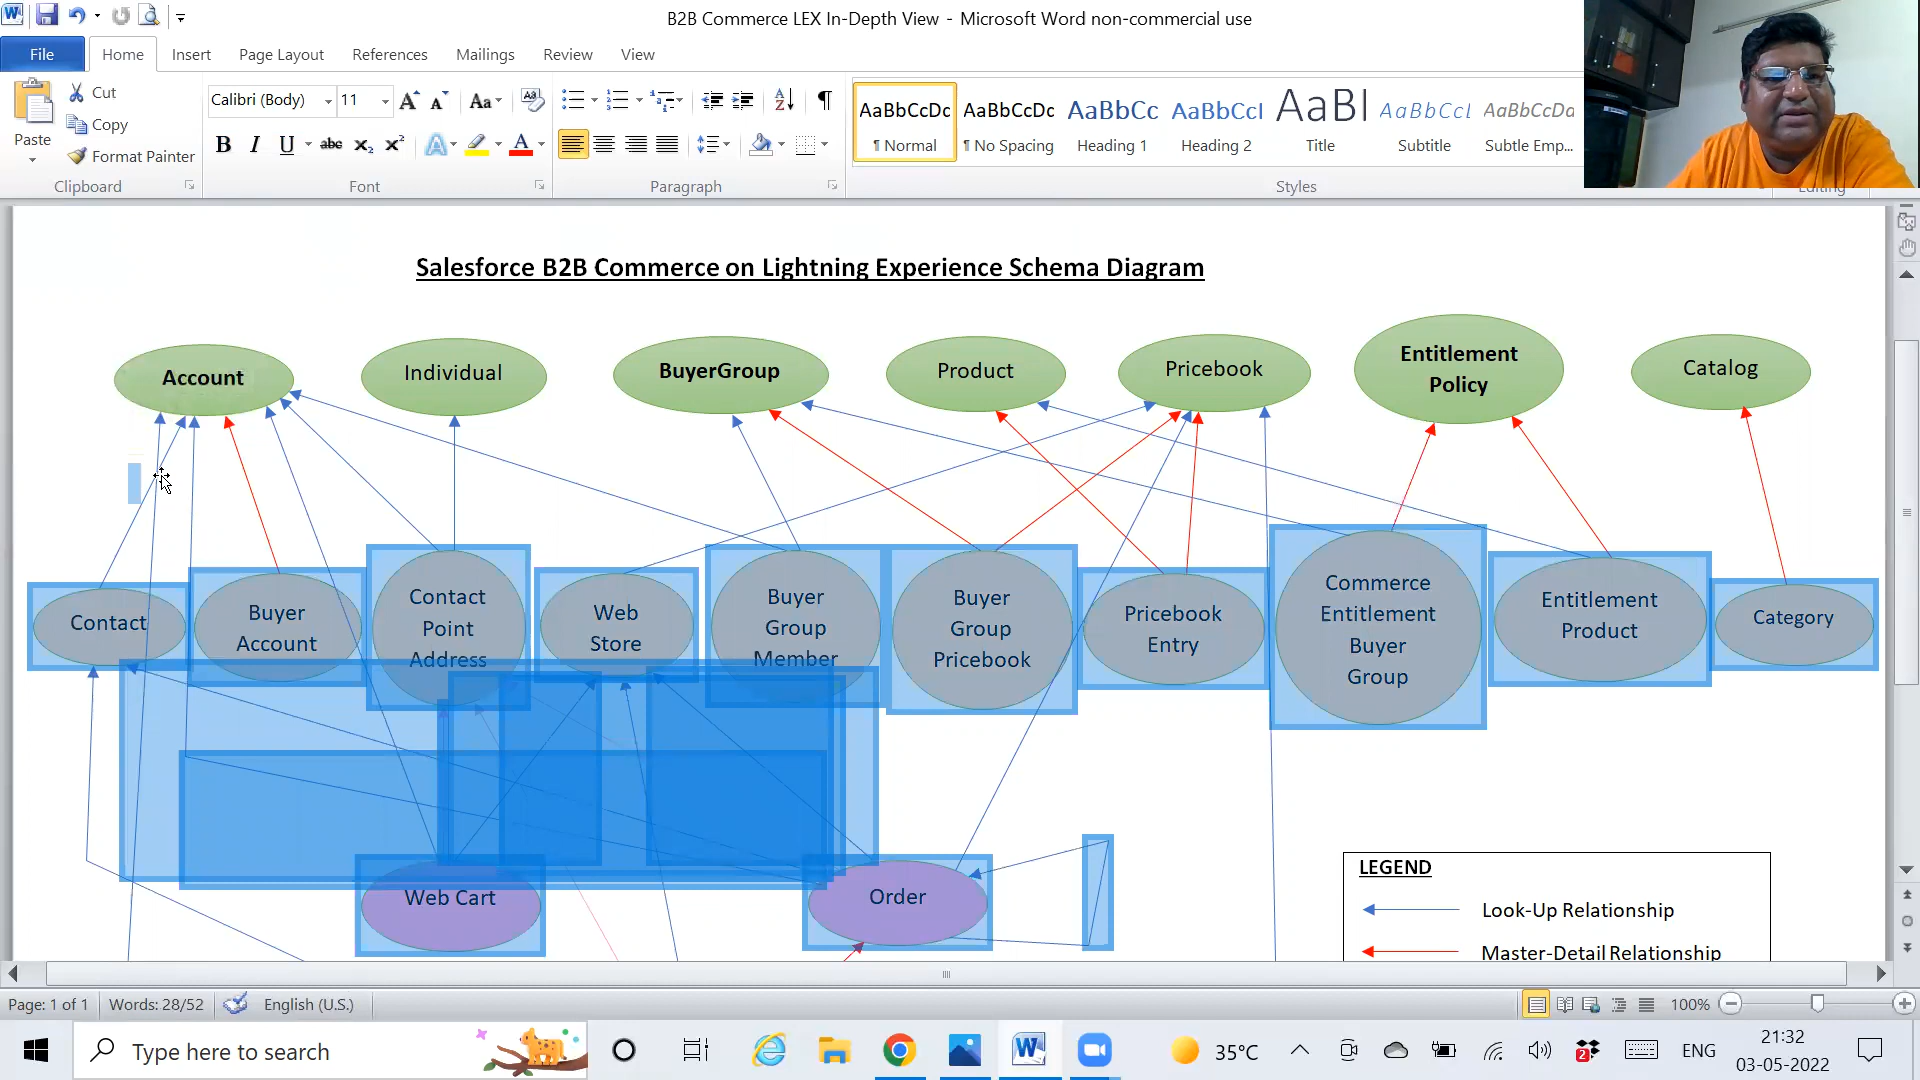 B2B Commerce LEX In-Depth View - Microsoft Word non-commercial use
File Home Insert Page Layout References Mailings Review View
Paste
Cut
Copy
Format Painter
Clipboard
Calibri (Body) 11
Font
Paragraph
AaBbCcDc AaBbCcDc AaBbCc AaBbCcI AaBl AaBbCcL AaBbCcDa
¶ Normal ¶ No Spacing Heading 1 Heading 2 Title Subtitle Subtle Emp...
Styles
Editing
Salesforce B2B Commerce on Lightning Experience Schema Diagram
Account
Individual
BuyerGroup
Product
Pricebook
Entitlement
Policy
Catalog
Contact
Buyer
Account
Contact
Point
Address
Web
Store
Buyer
Group
Member
Buyer
Group
Pricebook
Pricebook
Entry
Commerce
Entitlement
Buyer
Group
Entitlement
Product
Category
Web Cart
Order
LEGEND
Look-Up Relationship
Master-Detail Relationship
Page: 1 of 1 Words: 28/52 English (U.S.) 100%
Type here to search
35°C
2
ENG
21:32
03-05-2022